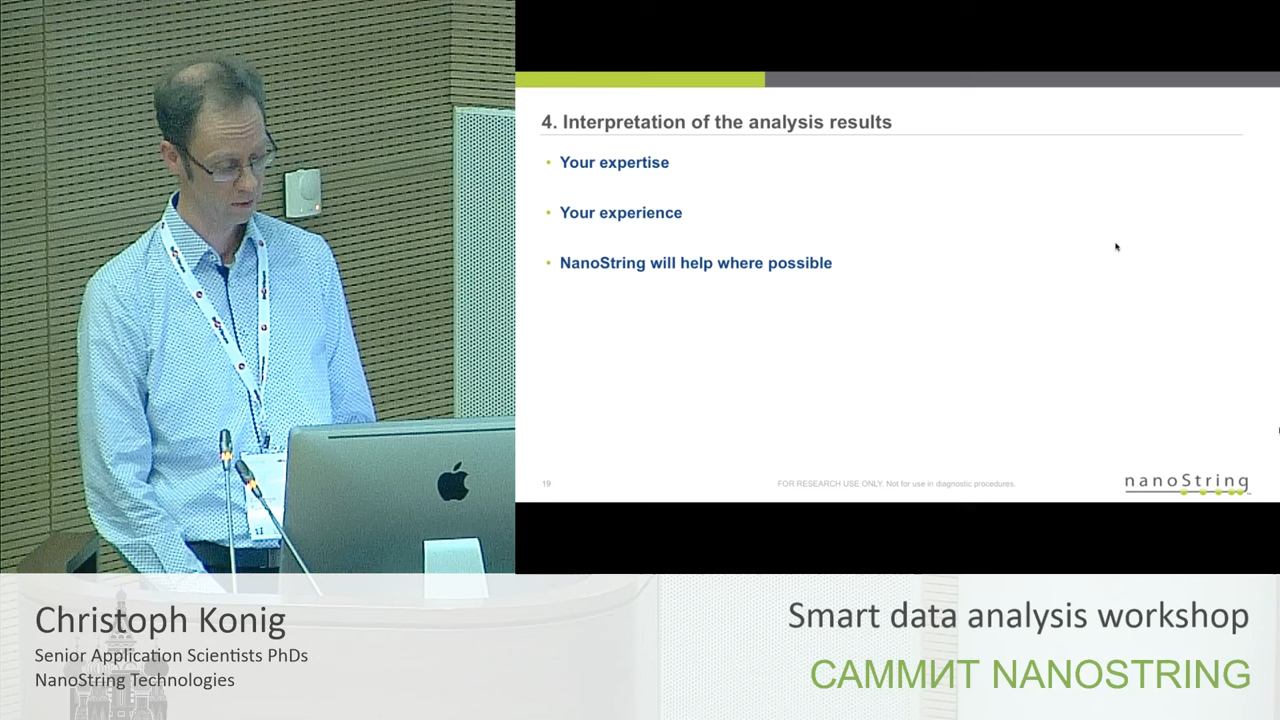 4. Interpretation of the analysis results
• Your expertise
• Your experience
• NanoString will help where possible
19
FOR RESEARCH USE ONLY. Not for use in diagnostic procedures.
nanoString
Christoph Konig
Senior Application Scientists PhDs
NanoString Technologies
Smart data analysis workshop
САММИТ NANOSTRING